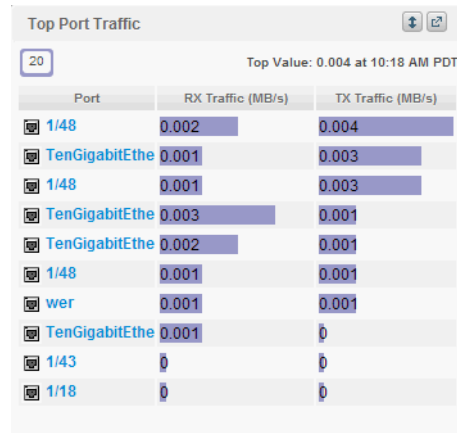 Top Port Traffic
20
Top Value: 0.004 at 10:18 AM PDT
Port RX Traffic (MB/s) TX Traffic (MB/s)
1/48 0.002 0.004
TenGigabitEthe 0.001 0.003
1/48 0.001 0.003
TenGigabitEthe 0.003 0.001
TenGigabitEthe 0.002 0.001
1/48 0.001 0.001
wer 0.001 0.001
TenGigabitEthe 0.001 0
1/43 0 0
1/18 0 0